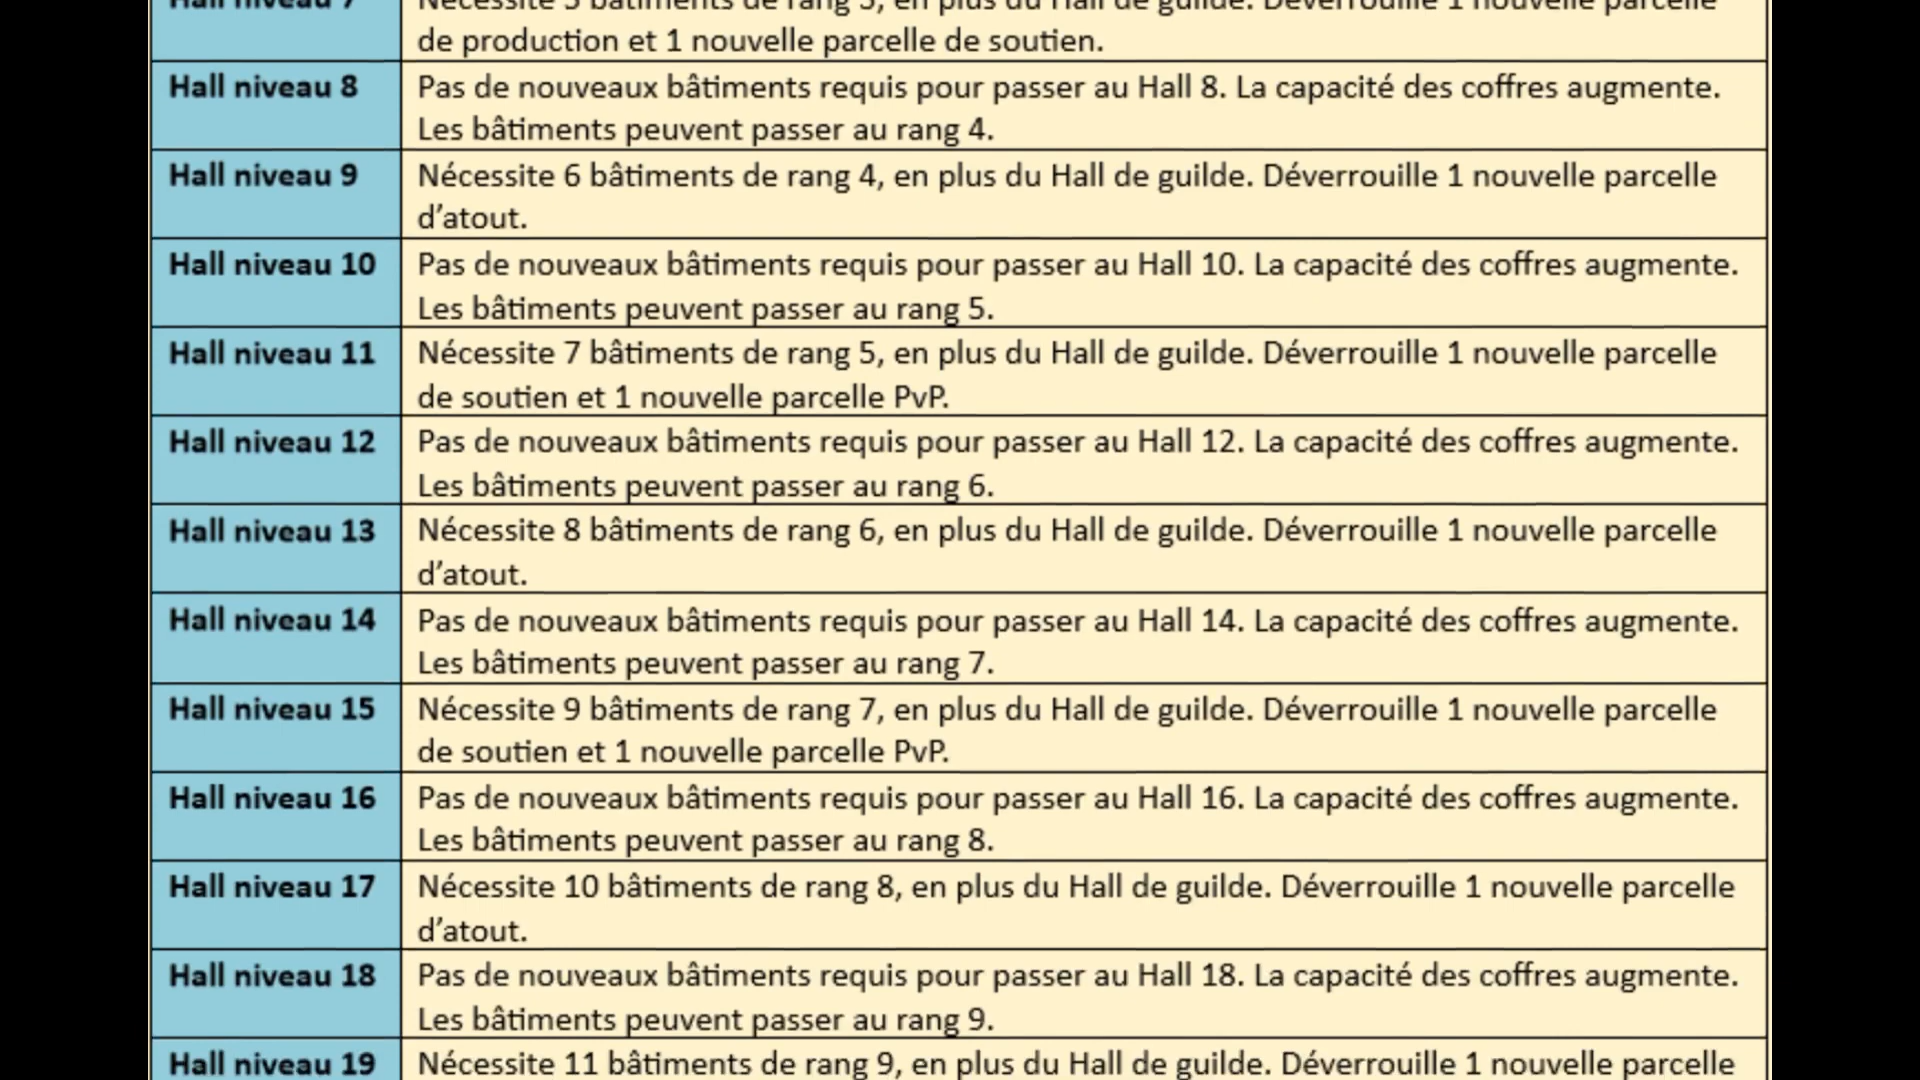 Hall niveau 7
Nécessite 5 bâtiments de rang 3, en plus du Hall de guilde. Déverrouille 1 nouvelle parcelle
de production et 1 nouvelle parcelle de soutien.
Hall niveau 8
Pas de nouveaux bâtiments requis pour passer au Hall 8. La capacité des coffres augmente.
Les bâtiments peuvent passer au rang 4.
Hall niveau 9
Nécessite 6 bâtiments de rang 4, en plus du Hall de guilde. Déverrouille 1 nouvelle parcelle
d’atout.
Hall niveau 10
Pas de nouveaux bâtiments requis pour passer au Hall 10. La capacité des coffres augmente.
Les bâtiments peuvent passer au rang 5.
Hall niveau 11
Nécessite 7 bâtiments de rang 5, en plus du Hall de guilde. Déverrouille 1 nouvelle parcelle
de soutien et 1 nouvelle parcelle PvP.
Hall niveau 12
Pas de nouveaux bâtiments requis pour passer au Hall 12. La capacité des coffres augmente.
Les bâtiments peuvent passer au rang 6.
Hall niveau 13
Nécessite 8 bâtiments de rang 6, en plus du Hall de guilde. Déverrouille 1 nouvelle parcelle
d’atout.
Hall niveau 14
Pas de nouveaux bâtiments requis pour passer au Hall 14. La capacité des coffres augmente.
Les bâtiments peuvent passer au rang 7.
Hall niveau 15
Nécessite 9 bâtiments de rang 7, en plus du Hall de guilde. Déverrouille 1 nouvelle parcelle
de soutien et 1 nouvelle parcelle PvP.
Hall niveau 16
Pas de nouveaux bâtiments requis pour passer au Hall 16. La capacité des coffres augmente.
Les bâtiments peuvent passer au rang 8.
Hall niveau 17
Nécessite 10 bâtiments de rang 8, en plus du Hall de guilde. Déverrouille 1 nouvelle parcelle
d’atout.
Hall niveau 18
Pas de nouveaux bâtiments requis pour passer au Hall 18. La capacité des coffres augmente.
Les bâtiments peuvent passer au rang 9.
Hall niveau 19
Nécessite 11 bâtiments de rang 9, en plus du Hall de guilde. Déverrouille 1 nouvelle parcelle